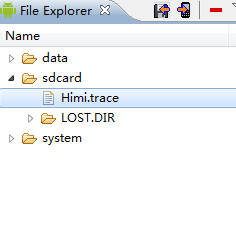 File Explorer
Name
data
sdcard
Himi.trace
LOST.DIR
system